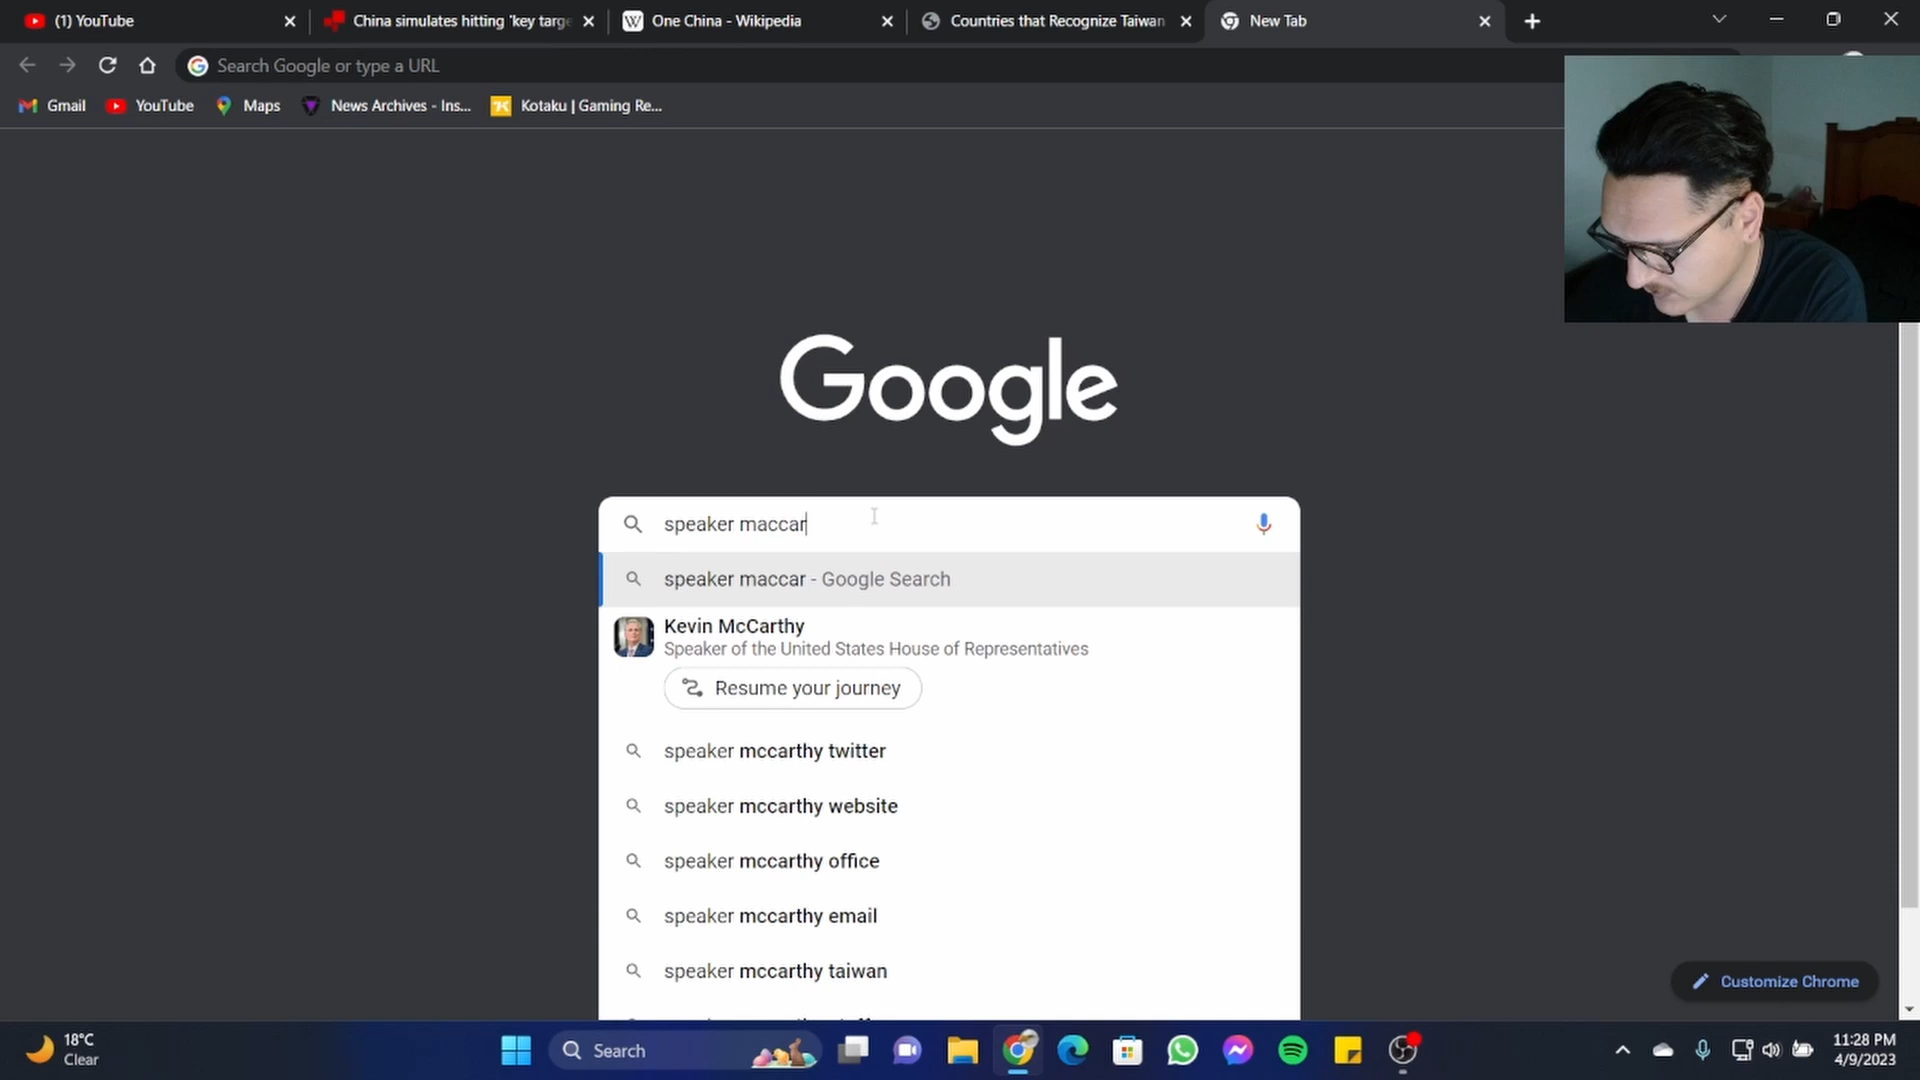 (1) YouTube
China simulates hitting 'key targe
One China - Wikipedia
Countries that Recognize Taiwan
New Tab
Search Google or type a URL
Gmail
YouTube
Maps
News Archives - Ins...
Kotaku | Gaming Re...
Google
speaker maccar
speaker maccar - Google Search
Kevin McCarthy
Speaker of the United States House of Representatives
Resume your journey
speaker mccarthy twitter
speaker mccarthy website
speaker mccarthy office
speaker mccarthy email
speaker mccarthy taiwan
Customize Chrome
18°C
Clear
Search
11:28 PM
4/9/2023